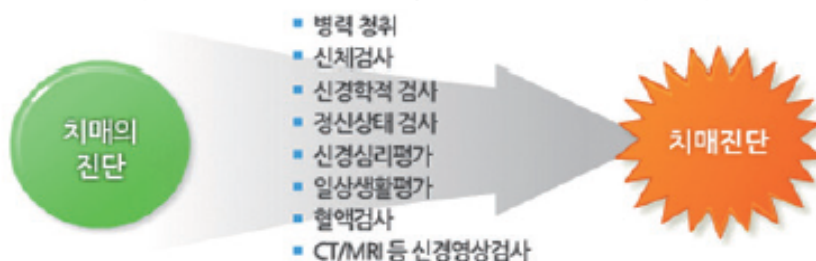 치매의
진단
■ 병력 청취
■ 신체검사
■ 신경학적 검사
■ 정신상태 검사
■ 신경심리평가
■ 일상생활평가
■ 혈액검사
■ CT/MRI 등 신경영상검사
치매진단